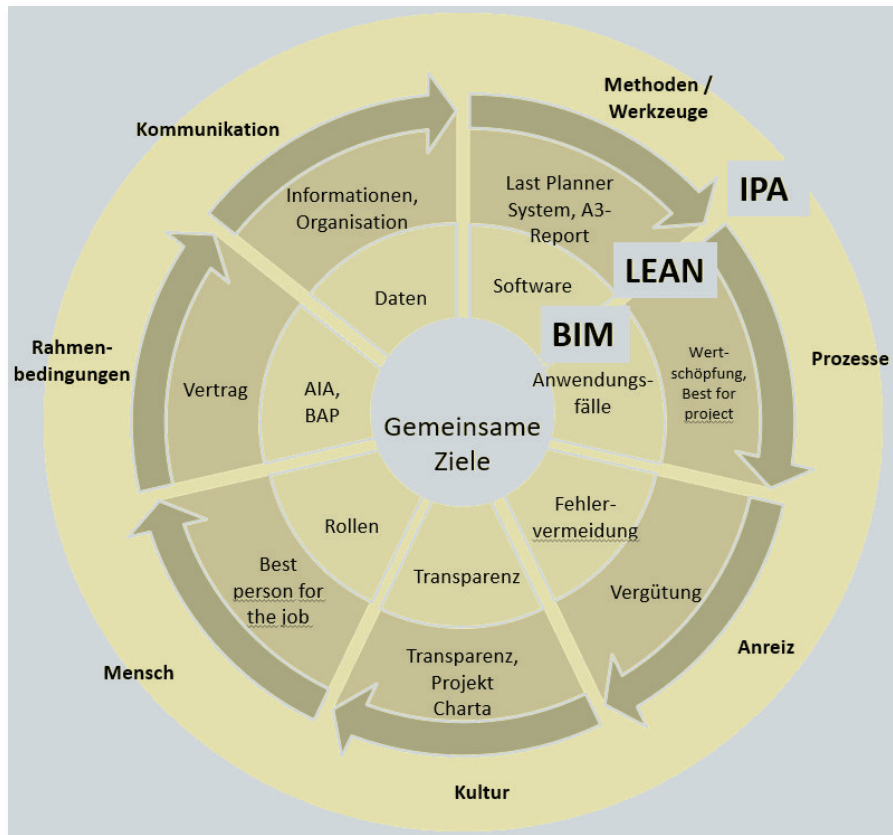 Methoden /
Werkzeuge
Kommunikation
IPA
Last Planner
System, A3-
Report
Informationen,
Organisation
LEAN
Software
Daten
BIM
Rahmen-
bedingungen
Prozesse
Wert-
schöpfung,
Best for
project
Anwendungs-
fälle
Vertrag
AIA,
BAP
Gemeinsame
Ziele
Fehler-
vermeidung
Rollen
Transparenz
Best
person for
the job
Vergütung
Anreiz
Mensch
Transparenz,
Projekt
Charta
Kultur